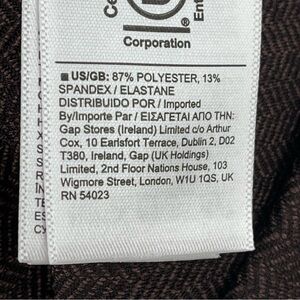 Ce
B
Ent
®
Corporation
■ US/GB: 87% POLYESTER, 13%
SPANDEX / ELASTANE
DISTRIBUIDO POR / Imported
By/Importe Par / ΕΙΣΑΓΕΤΑΙ ΑΠΟ ΤΗΝ:
Gap Stores (Ireland) Limited c/o Arthur
Cox, 10 Earlsfort Terrace, Dublin 2, D02
T380, Ireland, Gap (UK Holdings)
Limited, 2nd Floor Nations House, 103
Wigmore Street, London, W1U 1QS, UK
RN 54023